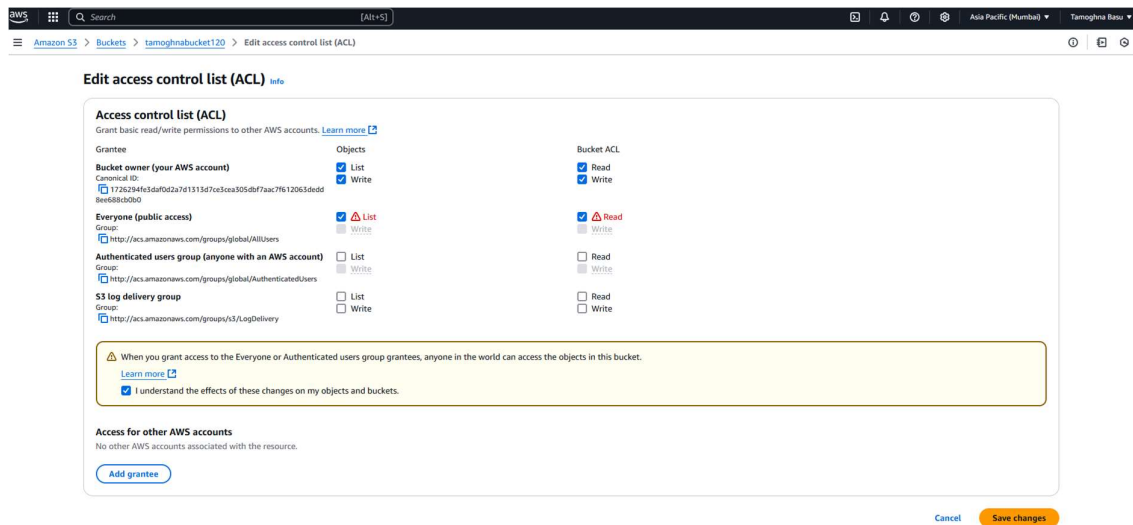 aws
Search [Alt+S] Asia Pacific (Mumbai) Tamoghna Basu
Amazon S3 > Buckets > tamoghnabucket120 > Edit access control list (ACL)
Edit access control list (ACL) Info
Access control list (ACL)
Grant basic read/write permissions to other AWS accounts. Learn more
Grantee Objects Bucket ACL
Bucket owner (your AWS account) List Read
Canonical ID: Write Write
1726294fe3daf0d2a7d1313d7ce3cea305dbf7aac7f612063dedd
8ee688cb0b0
Everyone (public access) List Read
Group: Write Write
http://acs.amazonaws.com/groups/global/AllUsers
Authenticated users group (anyone with an AWS account) List Read
Group: Write Write
http://acs.amazonaws.com/groups/global/AuthenticatedUsers
S3 log delivery group List Read
Group: Write Write
http://acs.amazonaws.com/groups/s3/LogDelivery
When you grant access to the Everyone or Authenticated users group grantees, anyone in the world can access the objects in this bucket.
Learn more
I understand the effects of these changes on my objects and buckets.
Access for other AWS accounts
No other AWS accounts associated with the resource.
Add grantee
Cancel Save changes